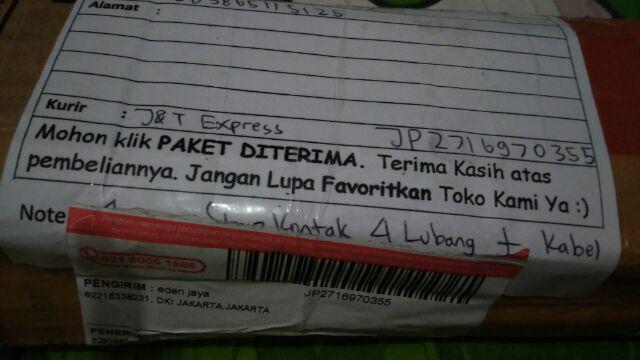 Alamat :
Kurir : J&T Express JP2716970355
Mohon klik PAKET DITERIMA. Terima Kasih atas
pembeliannya. Jangan Lupa Favoritkan Toko Kami Ya :)
Note Kontak 4 Lubang + Kabel
021 8066 1888
PENGIRIM : eden jaya
JP2716970355
62216338231, DKI JAKARTA,JAKARTA